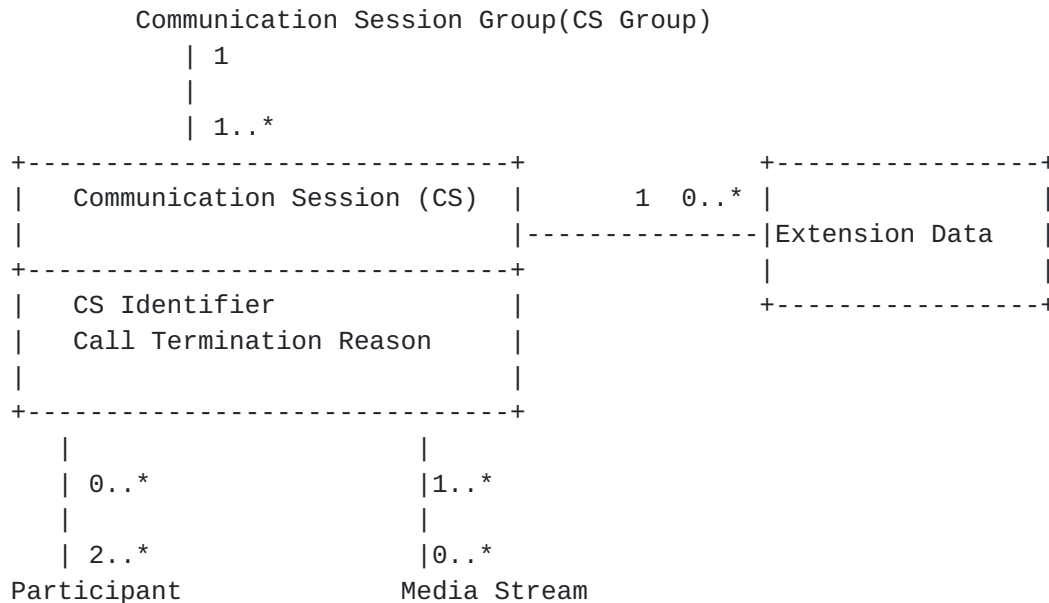 Communication Session Group(CS Group)
| 1
|
| 1..*
+-------------------------------+                +-----------------+
|   Communication Session (CS)  |       1  0..* |                 |
|                               |---------------|Extension Data   |
+-------------------------------+               |                 |
|   CS Identifier               |               +-----------------+
|   Call Termination Reason     |
|                               |
+-------------------------------+
   |                      |
   | 0..*                 |1..*
   |                      |
   | 2..*                 |0..*
Participant              Media Stream